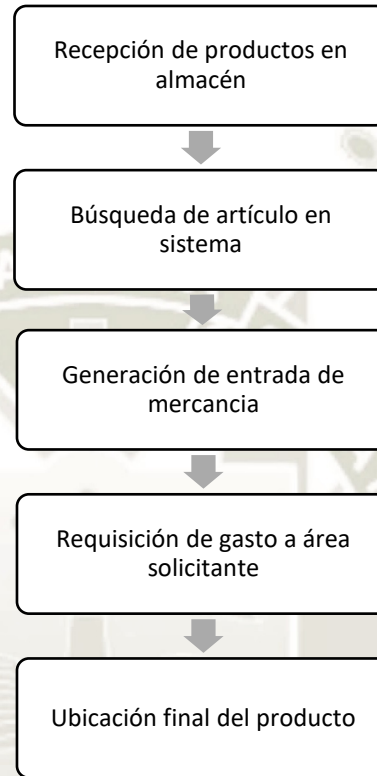 Recepción de productos en
almacén
Búsqueda de artículo en
sistema
Generación de entrada de
mercancia
Requisición de gasto a área
solicitante
Ubicación final del producto